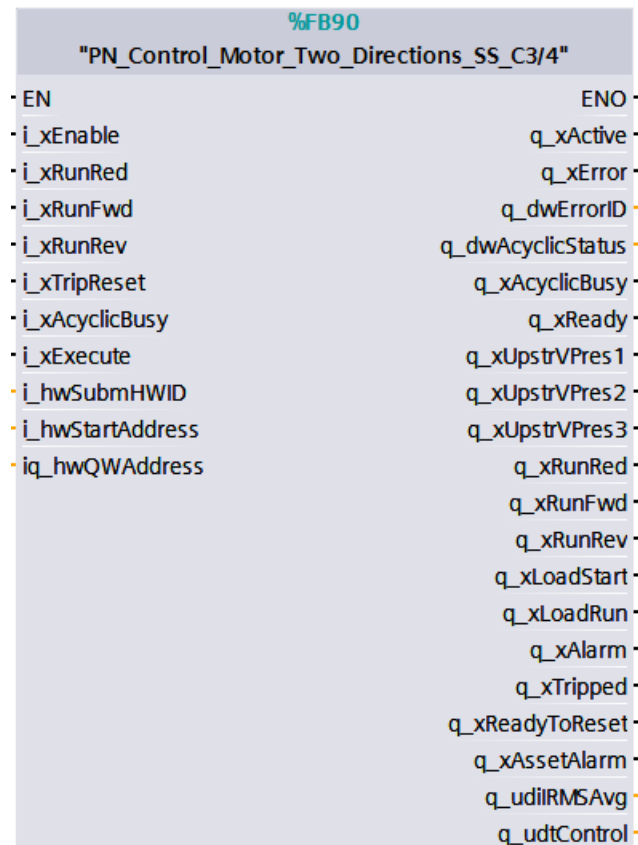 %FB90
"PN_Control_Motor_Two_Directions_SS_C3/4"
EN ENO
i_xEnable q_xActive
i_xRunRed q_xError
i_xRunFwd q_dwErrorID
i_xRunRev q_dwAcyclicStatus
i_xTripReset q_xAcyclicBusy
i_xAcyclicBusy q_xReady
i_xExecute q_xUpstrVPres1
i_hwSubmHWID q_xUpstrVPres2
i_hwStartAddress q_xUpstrVPres3
iq_hwQWAddress q_xRunRed
q_xRunFwd
q_xRunRev
q_xLoadStart
q_xLoadRun
q_xAlarm
q_xTripped
q_xReadyToReset
q_xAssetAlarm
q_udiIRMSAvg
q_udtControl